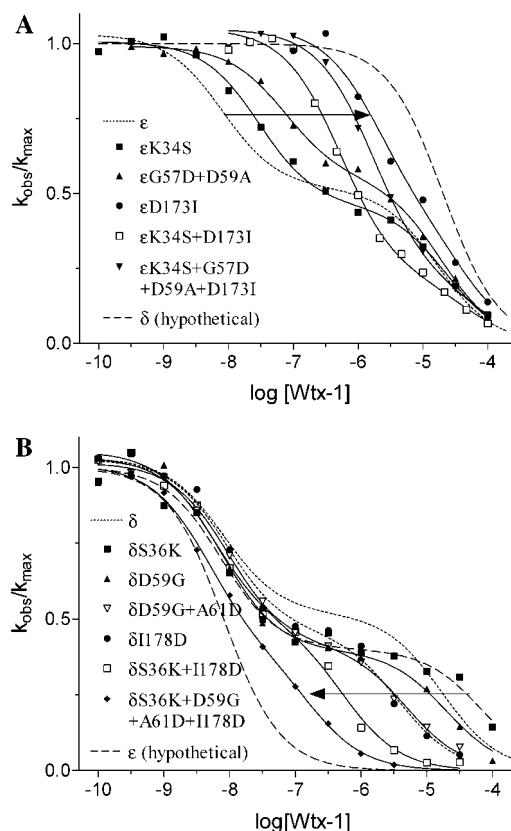 A
1.0
0.5
0.0
k_obs/k_max
ε
εK34S
εG57D+D59A
εD173I
εK34S+D173I
εK34S+G57D
+D59A+D173I
δ (hypothetical)
-10 -9 -8 -7 -6 -5 -4
log [Wtx-1]
B
1.0
0.5
0.0
k_obs/k_max
δ
δS36K
δD59G
δD59G+A61D
δI178D
δS36K+I178D
δS36K+D59G
+A61D+I178D
ε (hypothetical)
-10 -9 -8 -7 -6 -5 -4
log[Wtx-1]